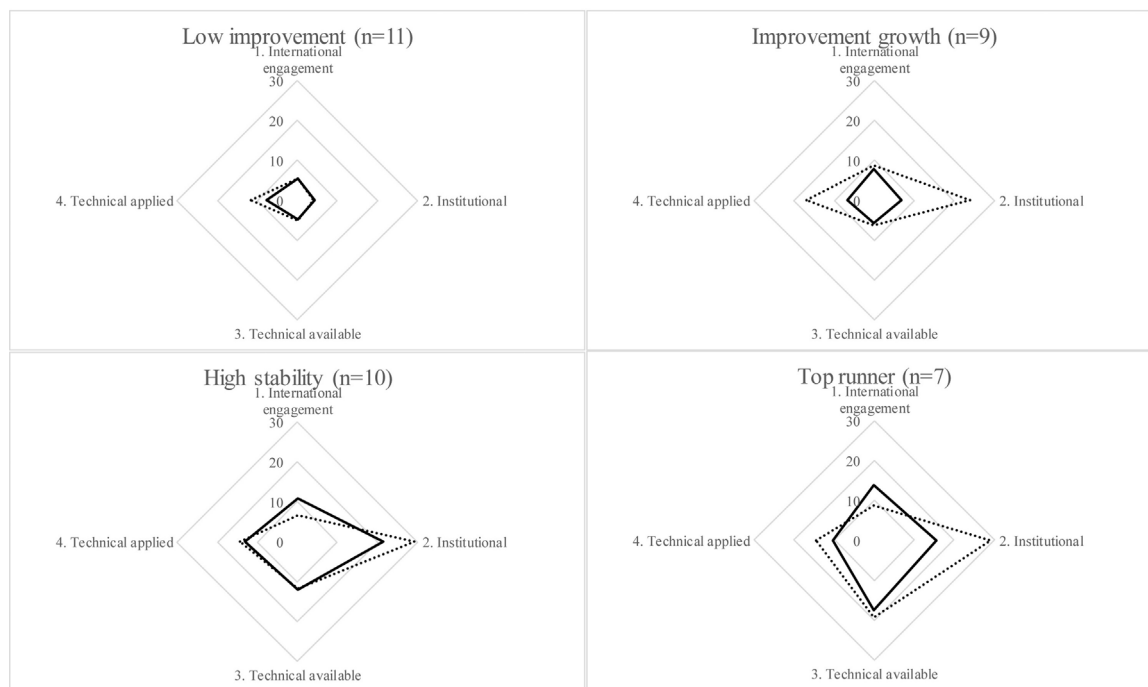 Low improvement (n=11)
1. International
engagement
30
20
10
0
4. Technical applied
2. Institutional
3. Technical available
Improvement growth (n=9)
1. International
engagement
30
20
10
0
4. Technical applied
2. Institutional
3. Technical available
High stability (n=10)
1. International
engagement
30
20
10
0
4. Technical applied
2. Institutional
3. Technical available
Top runner (n=7)
1. International
engagement
30
20
10
0
4. Technical applied
2. Institutional
3. Technical available